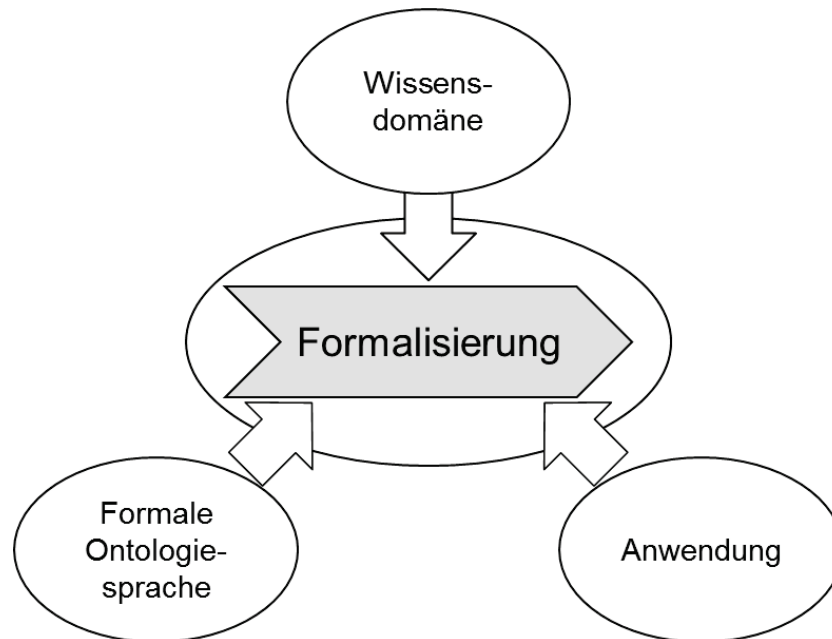 Wissens-
domäne
Formalisierung
Formale
Ontologie-
sprache
Anwendung